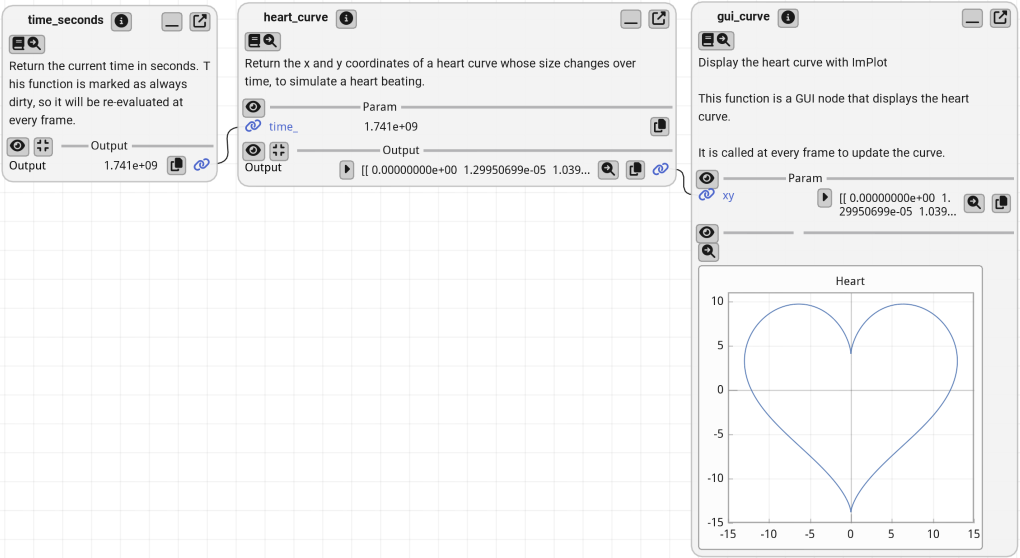 time_seconds
Return the current time in seconds. T
his function is marked as always
dirty, so it will be re-evaluated at
every frame.
Output
Output 1.741e+09
heart_curve
Return the x and y coordinates of a heart curve whose size changes over
time, to simulate a heart beating.
Param
time_ 1.741e+09
Output
Output [[ 0.00000000e+00 1.29950699e-05 1.039...
gui_curve
Display the heart curve with ImPlot
This function is a GUI node that displays the heart
curve.
It is called at every frame to update the curve.
Param
xy [[ 0.00000000e+00 1.
29950699e-05 1.039...
Heart
10
5
0
-5
-10
-15
-15 -10 -5 0 5 10 15